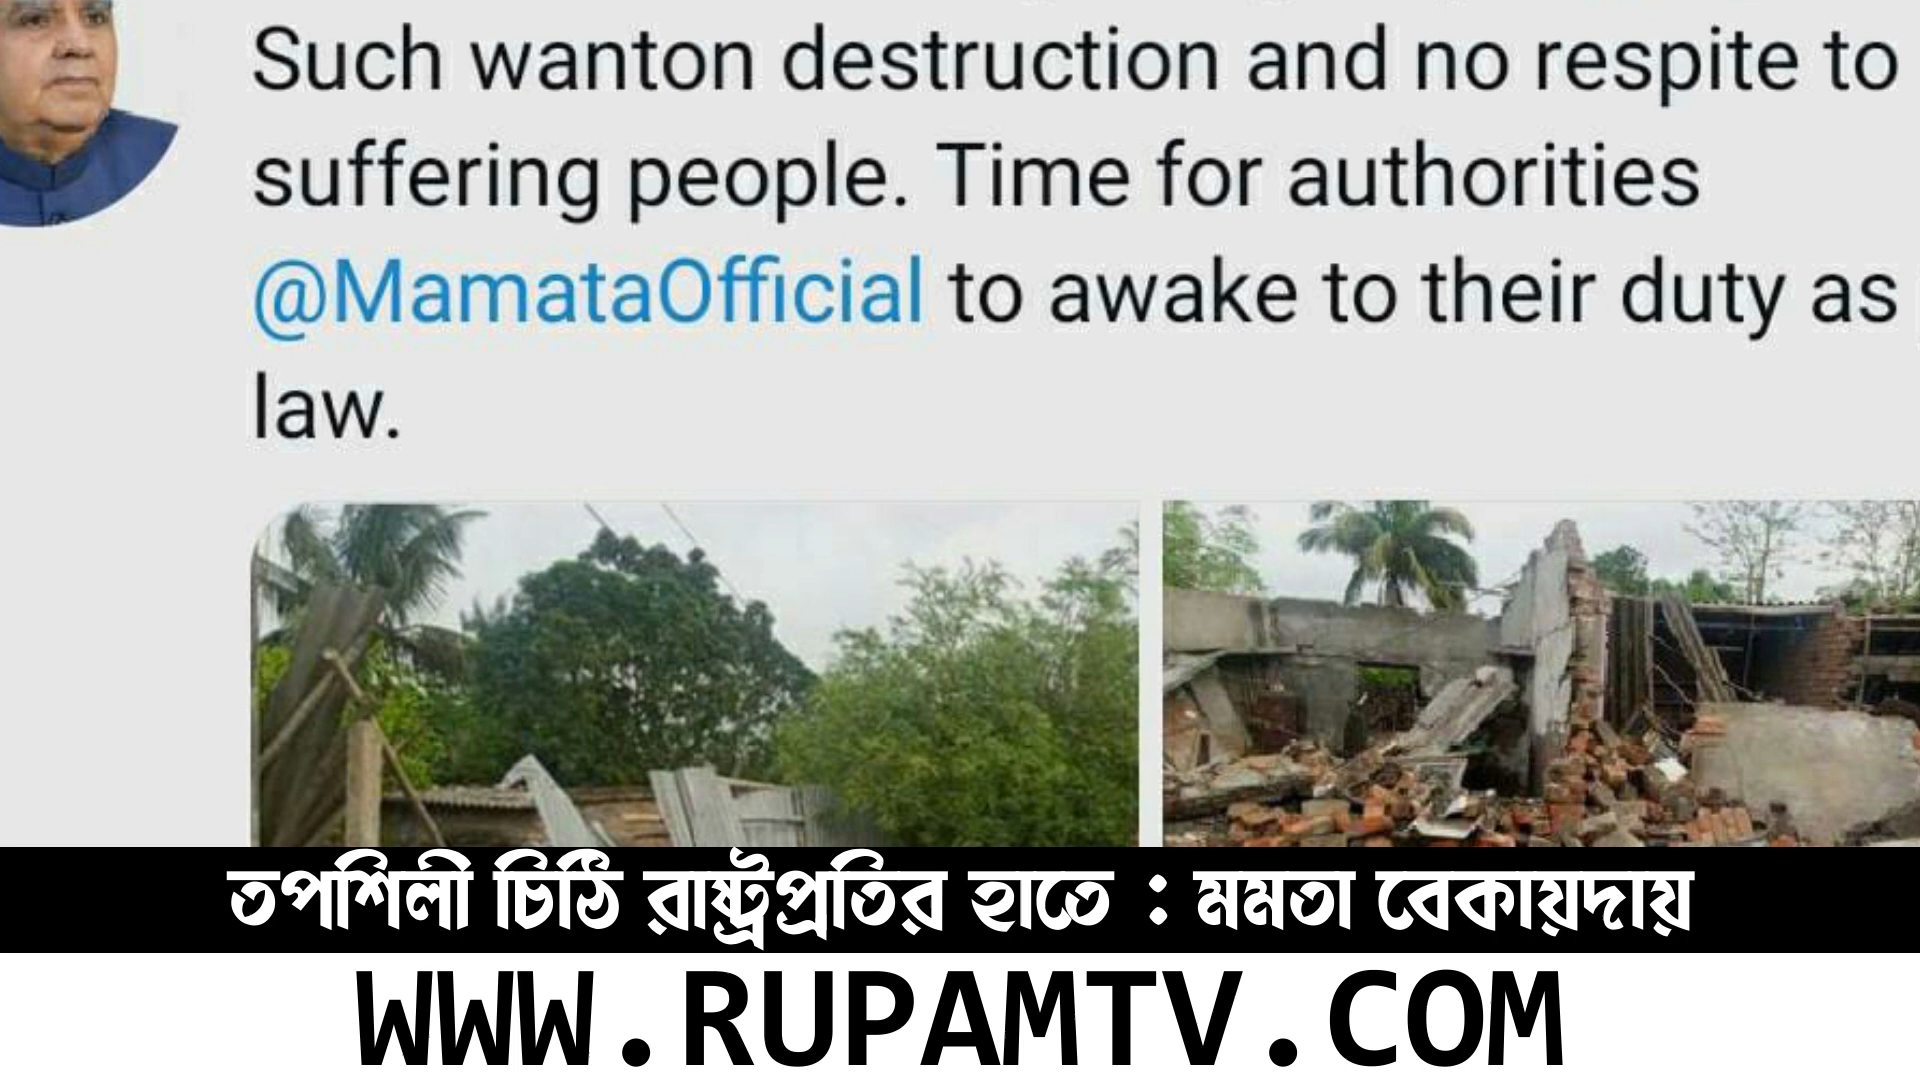 Such wanton destruction and no respite to
suffering people. Time for authorities
@MamataOfficial to awake to their duty as
law.
তপশিলী চিঠি রাষ্ট্রপ্রতির হাতে : মমতা বেকায়দায়
WWW.RUPAMTV.COM